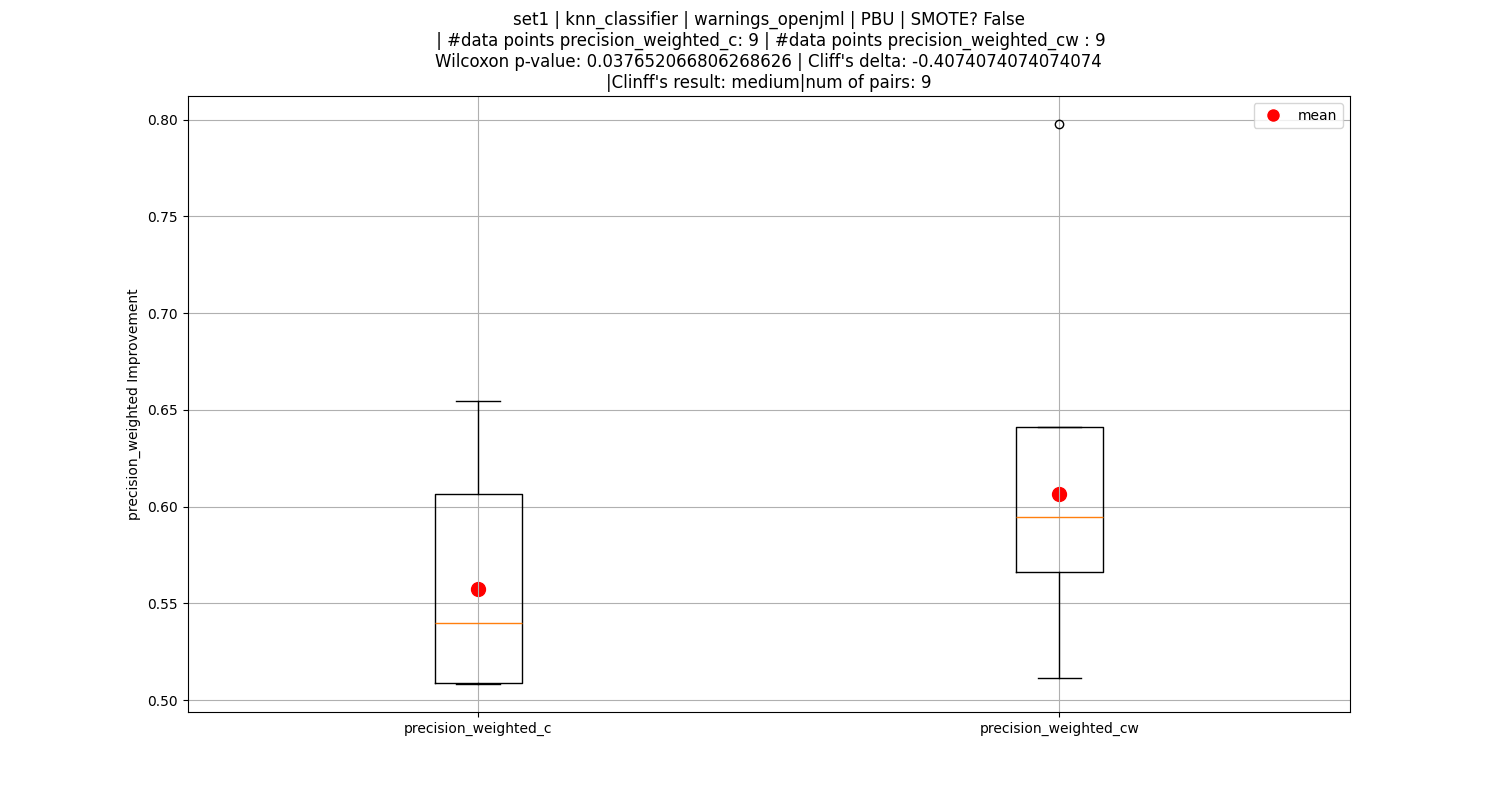 set1 | knn_classifier | warnings_openjml | PBU | SMOTE? False
| #data points precision_weighted_c: 9 | #data points precision_weighted_cw : 9
Wilcoxon p-value: 0.037652066806268626 | Cliff's delta: -0.4074074074074074
|Clinff's result: medium|num of pairs: 9
mean
0.80
0.75
0.70
0.65
0.60
0.55
0.50
precision_weighted Improvement
precision_weighted_c
precision_weighted_cw